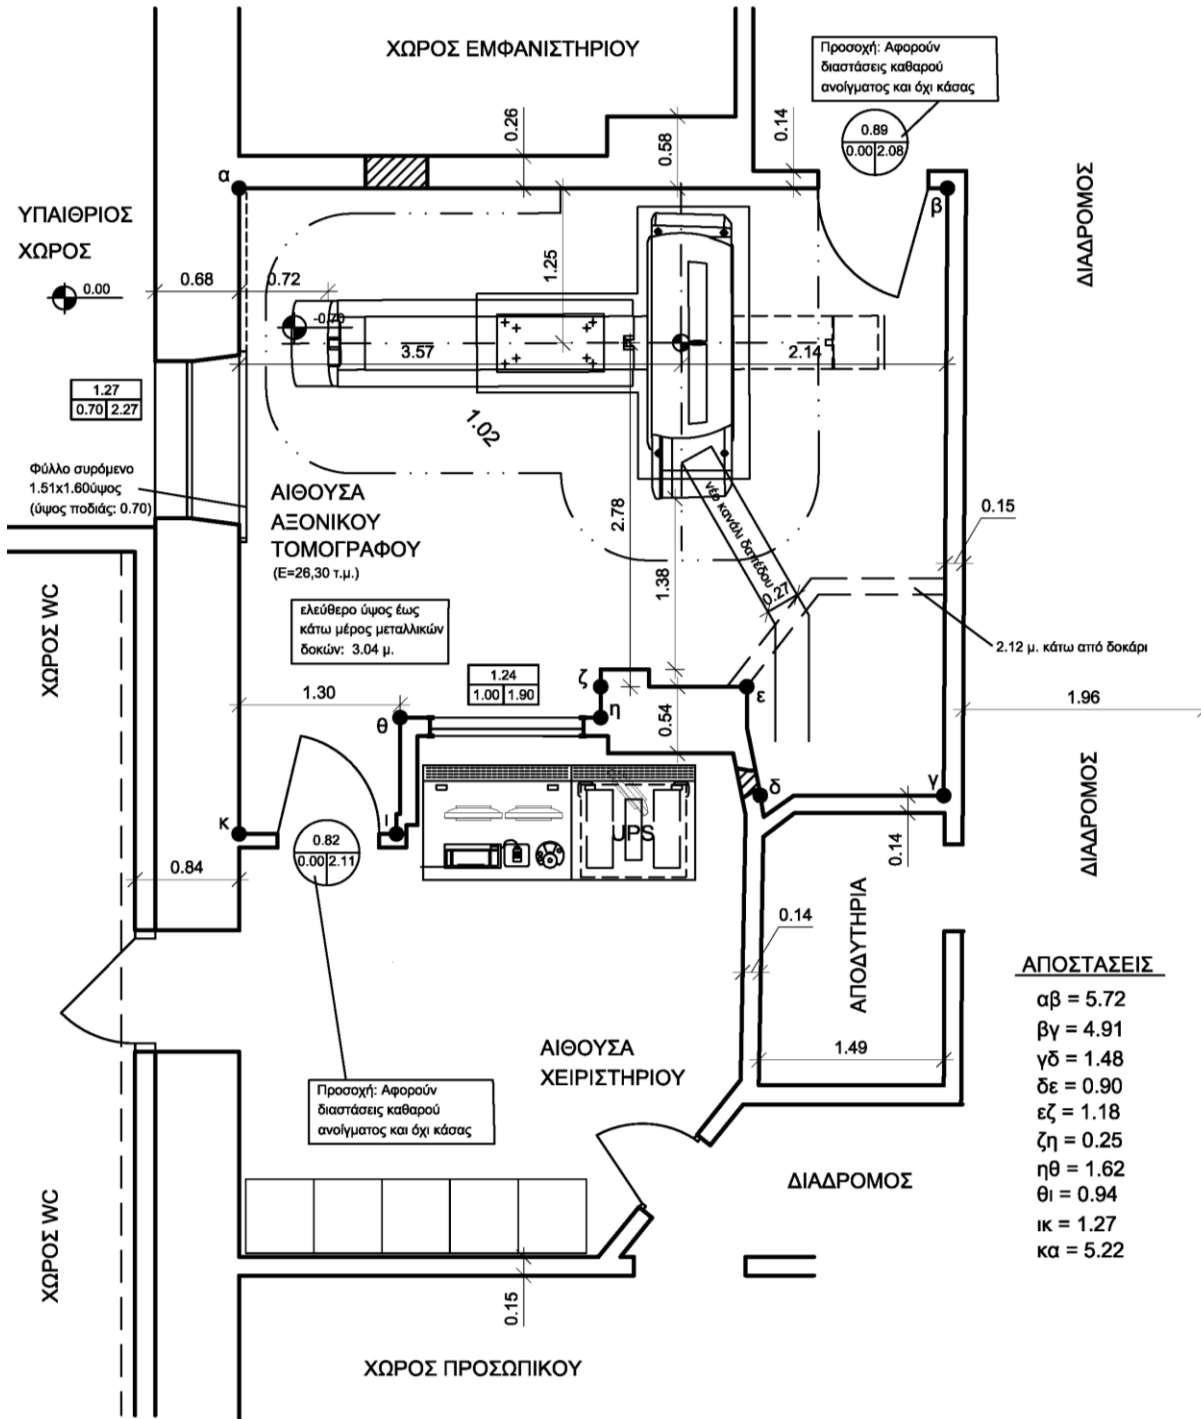 ΧΩΡΟΣ ΕΜΦΑΝΙΣΤΗΡΙΟΥ
Προσοχή: Αφορούν
διαστάσεις καθαρού
ανοίγματος και όχι κάσας
0.26
0.58
0.14
0.89
0.00 2.08
α
β
ΥΠΑΙΘΡΙΟΣ
ΧΩΡΟΣ
0.00
ΔΙΑΔΡΟΜΟΣ
0.68
0.72
1.25
-0.70
3.57
2.14
1.27
0.70 2.27
1.02
Φύλλο συρόμενο
1.51x1.60ύψος
(ύψος ποδιάς: 0.70)
ΑΙΘΟΥΣΑ
ΑΞΟΝΙΚΟΥ
ΤΟΜΟΓΡΑΦΟΥ
(Ε=26,30 τ.μ.)
2.78
νέο κανάλι δαπέδου
0.15
1.38
0.27
ΧΩΡΟΣ WC
ελεύθερο ύψος έως
κάτω μέρος μεταλλικών
δοκών: 3.04 μ.
2.12 μ. κάτω από δοκάρι
1.24
1.00 1.90
1.30
ζ
ε
θ
η
0.54
1.96
δ
γ
ΔΙΑΔΡΟΜΟΣ
κ
ι
0.82
0.00 2.11
UPS
0.14
0.84
ΑΠΟΔΥΤΗΡΙΑ
0.14
ΑΠΟΣΤΑΣΕΙΣ
αβ = 5.72
βγ = 4.91
γδ = 1.48
δε = 0.90
εζ = 1.18
ζη = 0.25
ηθ = 1.62
θι = 0.94
ικ = 1.27
κα = 5.22
1.49
ΑΙΘΟΥΣΑ
ΧΕΙΡΙΣΤΗΡΙΟΥ
Προσοχή: Αφορούν
διαστάσεις καθαρού
ανοίγματος και όχι κάσας
ΔΙΑΔΡΟΜΟΣ
ΧΩΡΟΣ WC
0.15
ΧΩΡΟΣ ΠΡΟΣΩΠΙΚΟΥ